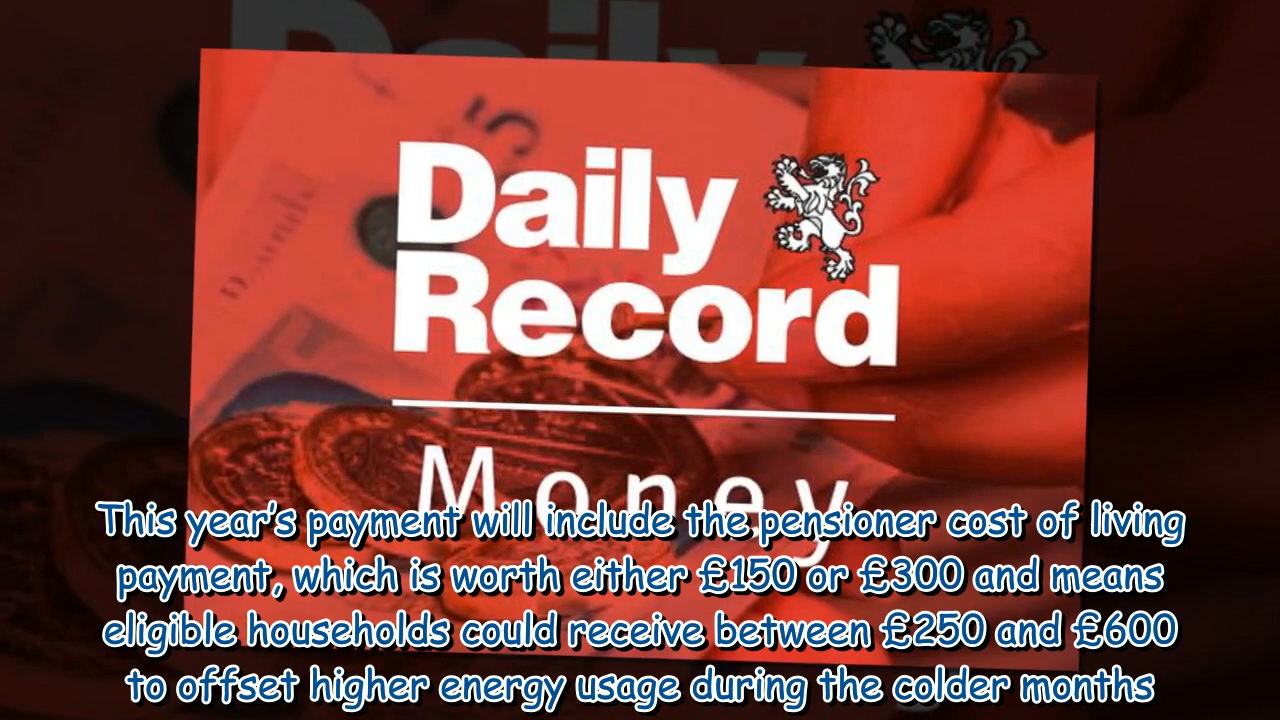 Daily
Record
Money
This year's payment will include the pensioner cost of living
payment, which is worth either £150 or £300 and means
eligible households could receive between £250 and £600
to offset higher energy usage during the colder months